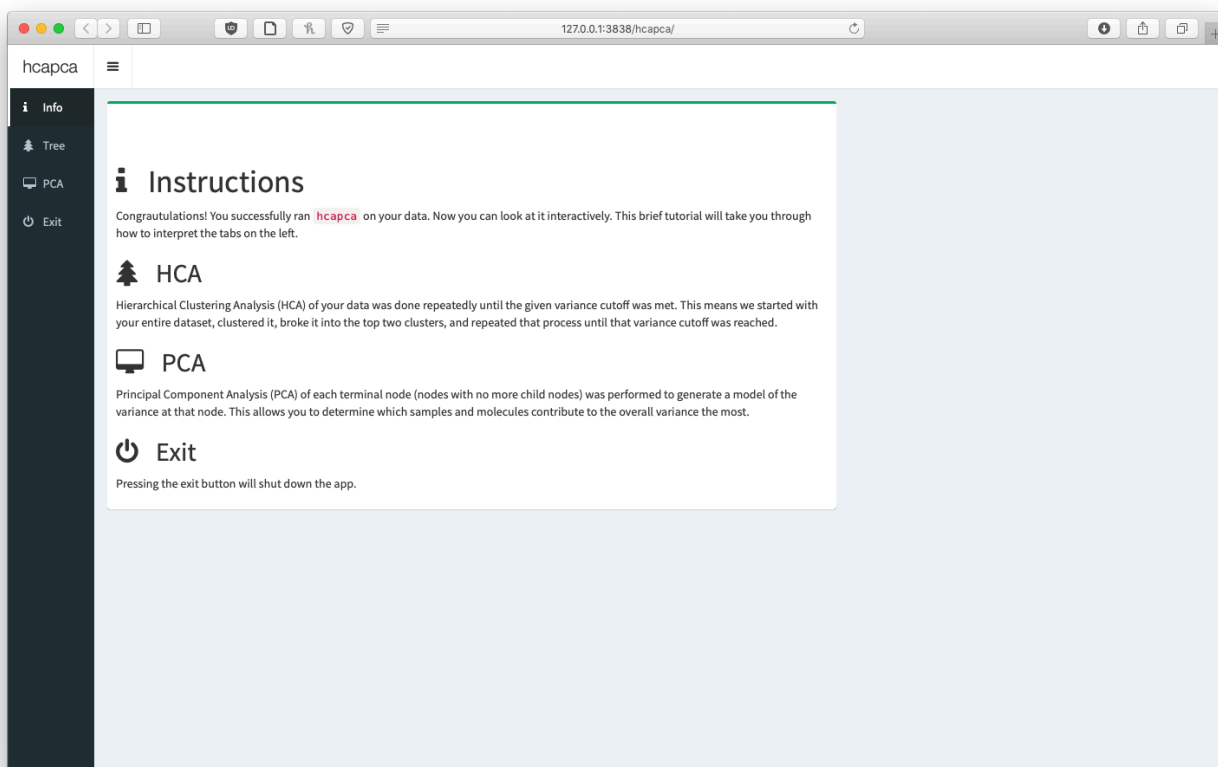 127.0.0.1:3838/hcapca/
hcapca
Info
Tree
PCA
Exit
Instructions
Congrautulations! You successfully ran hcapca on your data. Now you can look at it interactively. This brief tutorial will take you through
how to interpret the tabs on the left.
HCA
Hierarchical Clustering Analysis (HCA) of your data was done repeatedly until the given variance cutoff was met. This means we started with
your entire dataset, clustered it, broke it into the top two clusters, and repeated that process until that variance cutoff was reached.
PCA
Principal Component Analysis (PCA) of each terminal node (nodes with no more child nodes) was performed to generate a model of the
variance at that node. This allows you to determine which samples and molecules contribute to the overall variance the most.
Exit
Pressing the exit button will shut down the app.